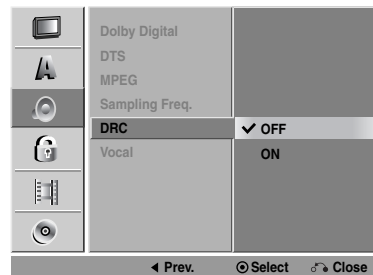 Dolby Digital
DTS
MPEG
Sampling Freq.
DRC
✔ OFF
Vocal
ON
◀ Prev. ⊙ Select Close